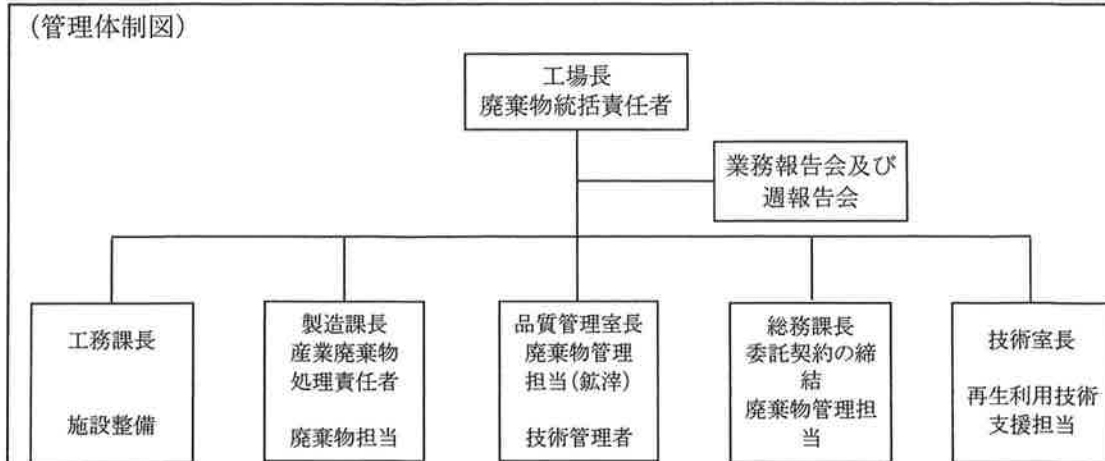 (管理体制図)
工場長
廃棄物統括責任者
業務報告会及び
週報告会
工務課長
施設整備
製造課長
産業廃棄物
処理責任者
廃棄物担当
品質管理室長
廃棄物管理
担当(鉱滓)
技術管理者
総務課長
委託契約の締
結
廃棄物管理担
当
技術室長
再生利用技術
支援担当